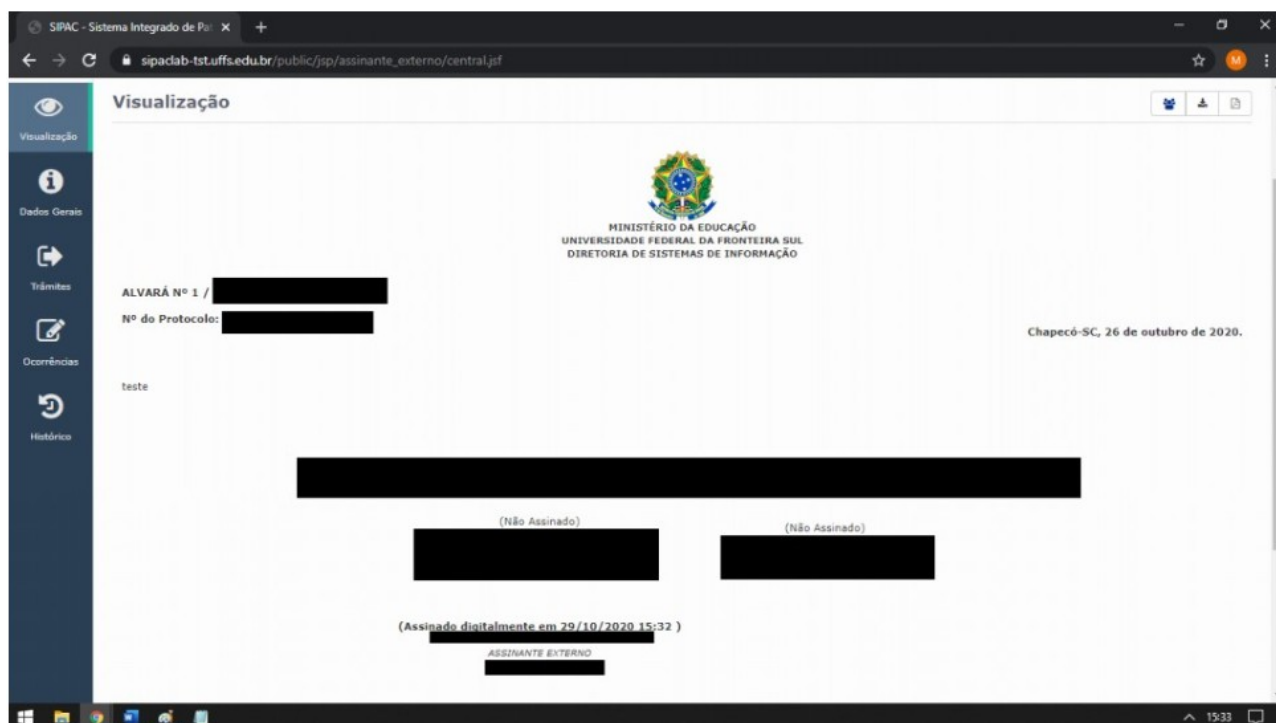 SIPAC - Sistema Integrado de Pat
sipaclab-tst.uffs.edu.br/public/jsp/assinante_externo/central.jsf
M
Visualização
Visualização
Dados Gerais
Trâmites
Ocorrências
Histórico
MINISTÉRIO DA EDUCAÇÃO
UNIVERSIDADE FEDERAL DA FRONTEIRA SUL
DIRETORIA DE SISTEMAS DE INFORMAÇÃO
ALVARÁ Nº 1 /
Nº do Protocolo:
Chapecó-SC, 26 de outubro de 2020.
teste
(Não Assinado)
(Não Assinado)
(Assinado digitalmente em 29/10/2020 15:32 )
ASSINANTE EXTERNO
15:33